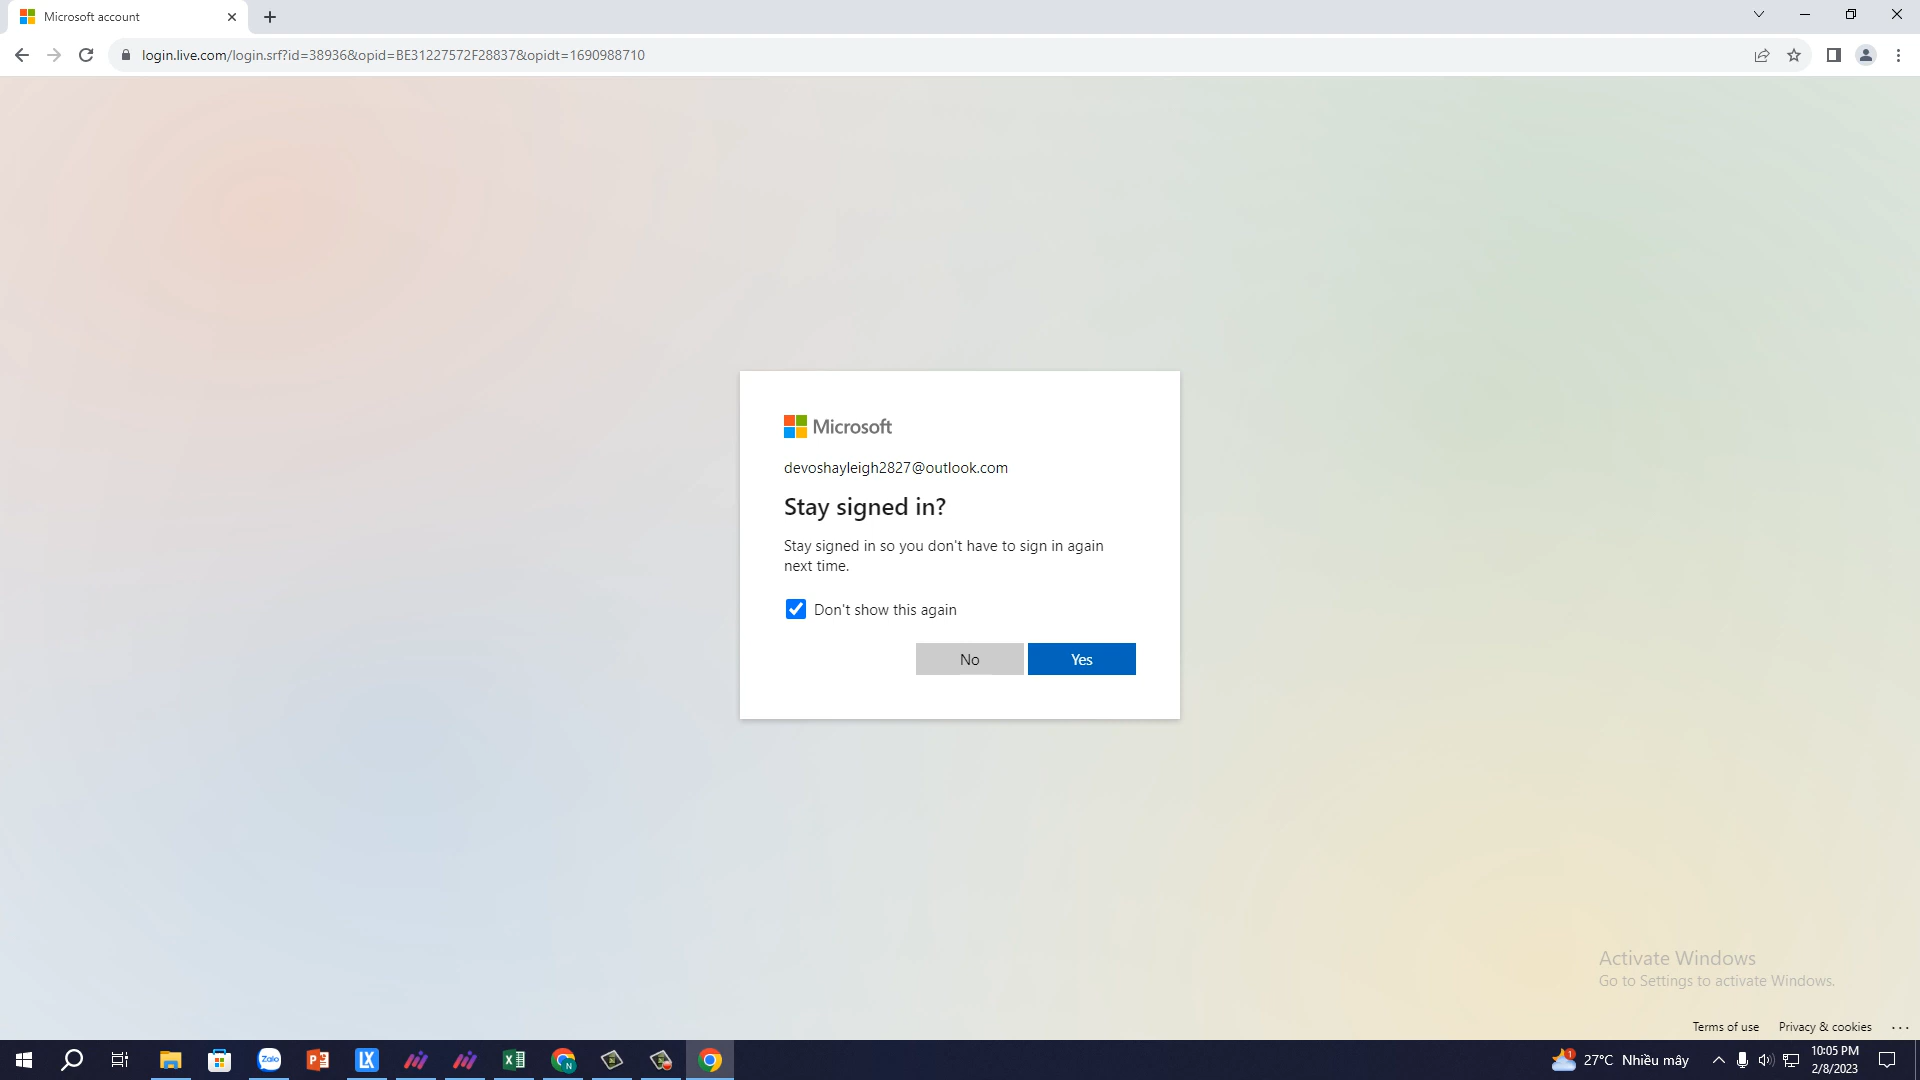 Microsoft account
login.live.com/login.srf?id=38936&opid=BE31227572F28837&opidt=1690988710
Microsoft
devoshayleigh2827@outlook.com
Stay signed in?
Stay signed in so you don't have to sign in again
next time.
Don't show this again
No
Yes
Activate Windows
Go to Settings to activate Windows.
Terms of use
Privacy & cookies
Zalo
LX
N
1
27°C
Nhiều mây
10:05 PM
2/8/2023